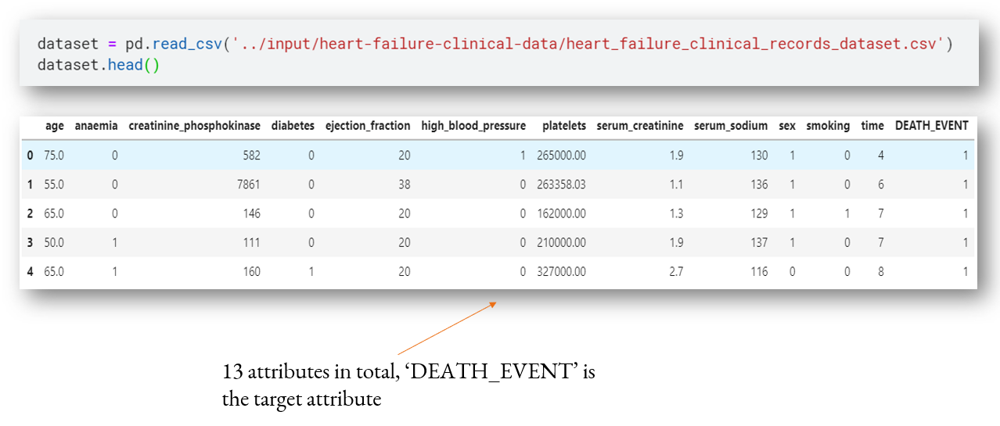 dataset = pd.read_csv('../input/heart-failure-clinical-data/heart_failure_clinical_records_dataset.csv')
dataset.head()
age anaemia creatinine_phosphokinase diabetes ejection_fraction high_blood_pressure platelets serum_creatinine serum_sodium sex smoking time DEATH_EVENT
0 75.0 0 582 0 20 1 265000.00 1.9 130 1 0 4 1
1 55.0 0 7861 0 38 0 263358.03 1.1 136 1 0 6 1
2 65.0 0 146 0 20 0 162000.00 1.3 129 1 1 7 1
3 50.0 1 111 0 20 0 210000.00 1.9 137 1 0 7 1
4 65.0 1 160 1 20 0 327000.00 2.7 116 0 0 8 1
13 attributes in total, ‘DEATH_EVENT’ is
the target attribute